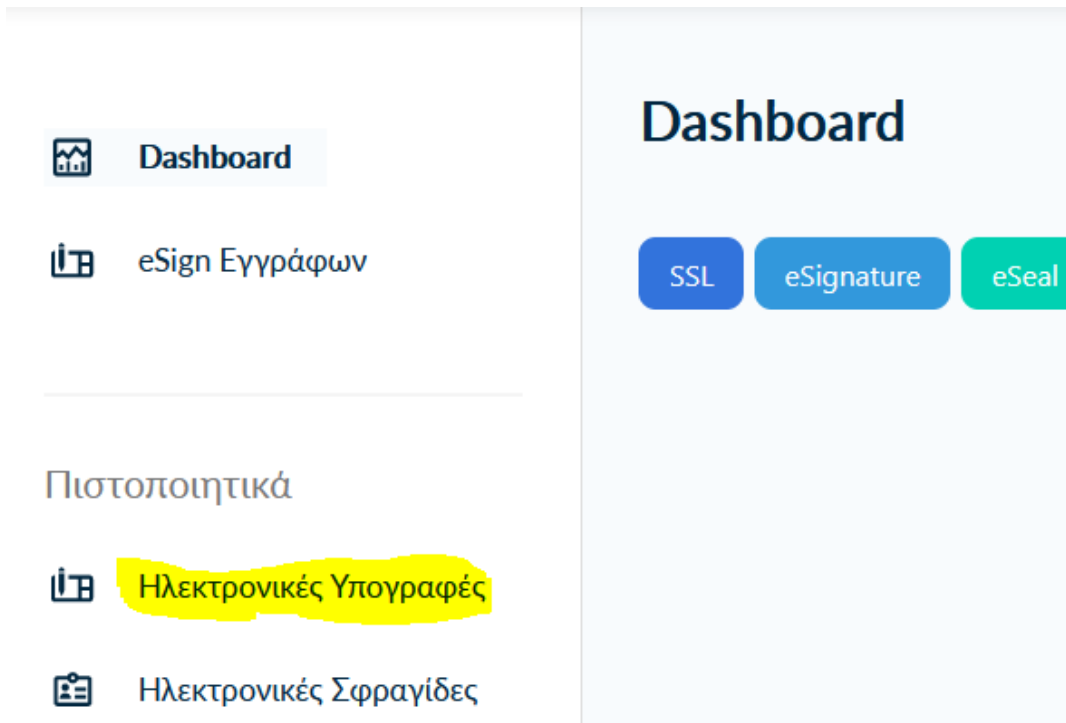 Dashboard
eSign Εγγράφων
Πιστοποιητικά
Ηλεκτρονικές Υπογραφές
Ηλεκτρονικές Σφραγίδες
Dashboard
SSL eSignature eSeal